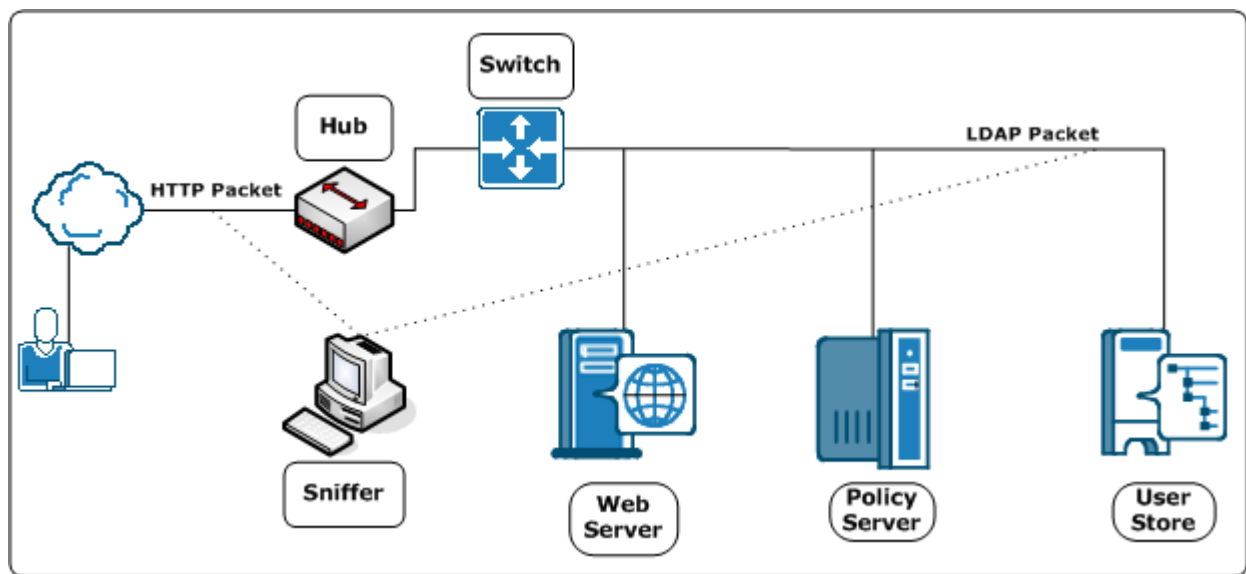 Switch
Hub
LDAP Packet
HTTP Packet
Sniffer
Web
Server
Policy
Server
User
Store